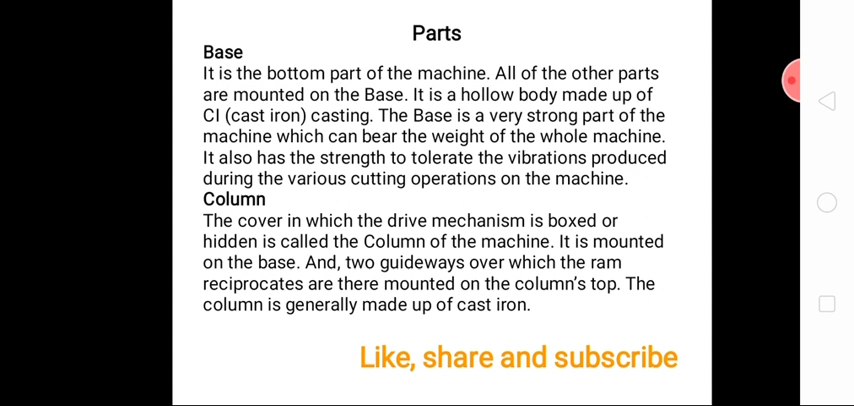 Parts
Base
It is the bottom part of the machine. All of the other parts
are mounted on the Base. It is a hollow body made up of
CI (cast iron) casting. The Base is a very strong part of the
machine which can bear the weight of the whole machine.
It also has the strength to tolerate the vibrations produced
during the various cutting operations on the machine.
Column
The cover in which the drive mechanism is boxed or
hidden is called the Column of the machine. It is mounted
on the base. And, two guideways over which the ram
reciprocates are there mounted on the column's top. The
column is generally made up of cast iron.
Like, share and subscribe